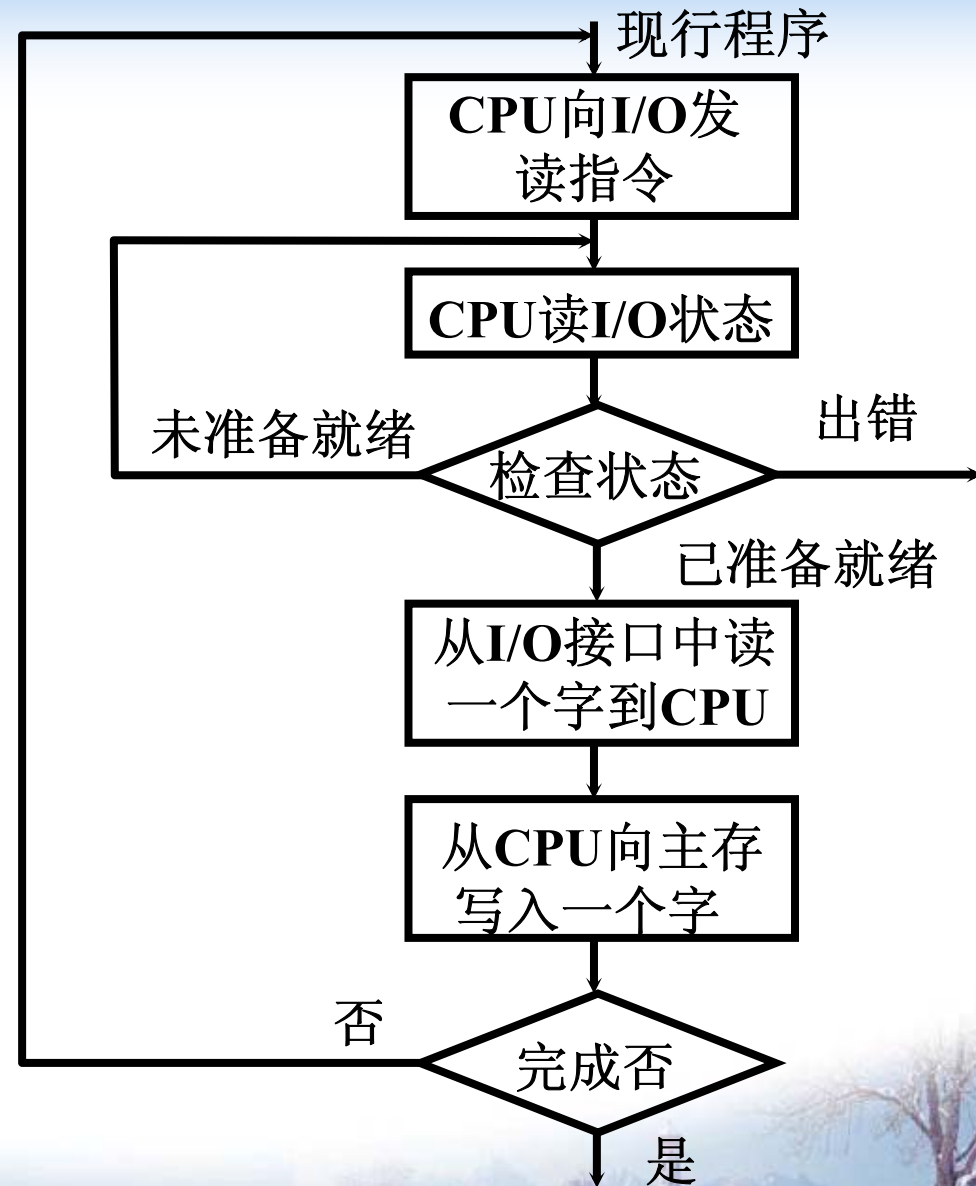 现行程序
CPU向I/O发
读指令
CPU读I/O状态
未准备就绪
出错
检查状态
已准备就绪
从I/O接口中读
一个字到CPU
从CPU向主存
写入一个字
否
完成否
是